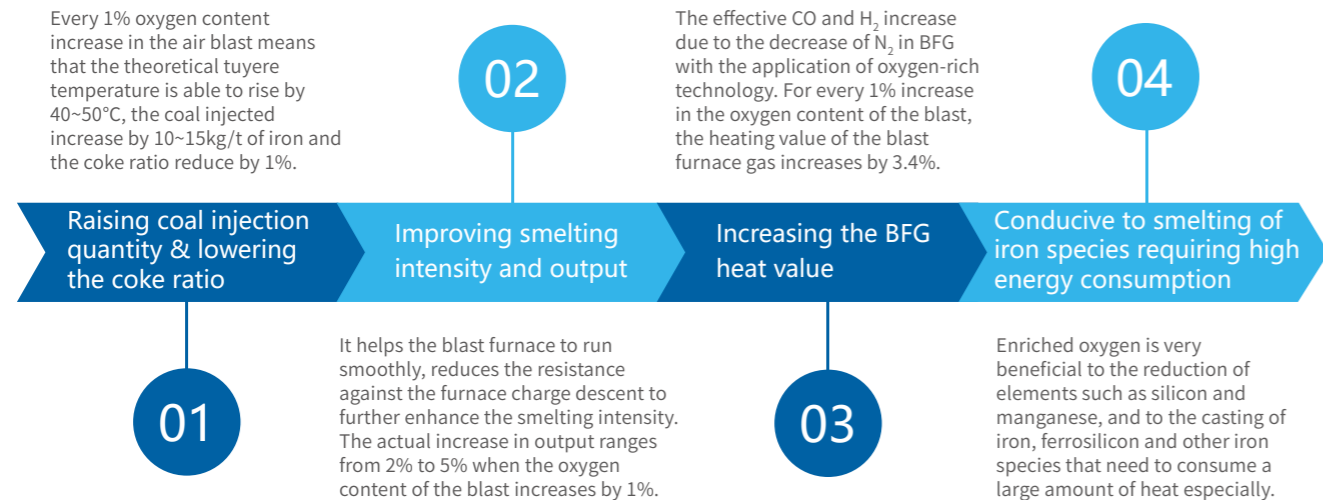 Every 1% oxygen content
increase in the air blast means
that the theoretical tuyere
temperature is able to rise by
40~50°C, the coal injected
increase by 10~15kg/t of iron and
the coke ratio reduce by 1%.
Raising coal injection
quantity & lowering
the coke ratio
01
02
Improving smelting
intensity and output
It helps the blast furnace to run
smoothly, reduces the resistance
against the furnace charge descent to
further enhance the smelting intensity.
The actual increase in output ranges
from 2% to 5% when the oxygen
content of the blast increases by 1%.
The effective CO and H₂ increase
due to the decrease of N₂ in BFG
with the application of oxygen-rich
technology. For every 1% increase
in the oxygen content of the blast,
the heating value of the blast
furnace gas increases by 3.4%.
Increasing the BFG
heat value
03
04
Conducive to smelting of
iron species requiring high
energy consumption
Enriched oxygen is very
beneficial to the reduction of
elements such as silicon and
manganese, and to the casting of
iron, ferrosilicon and other iron
species that need to consume a
large amount of heat especially.